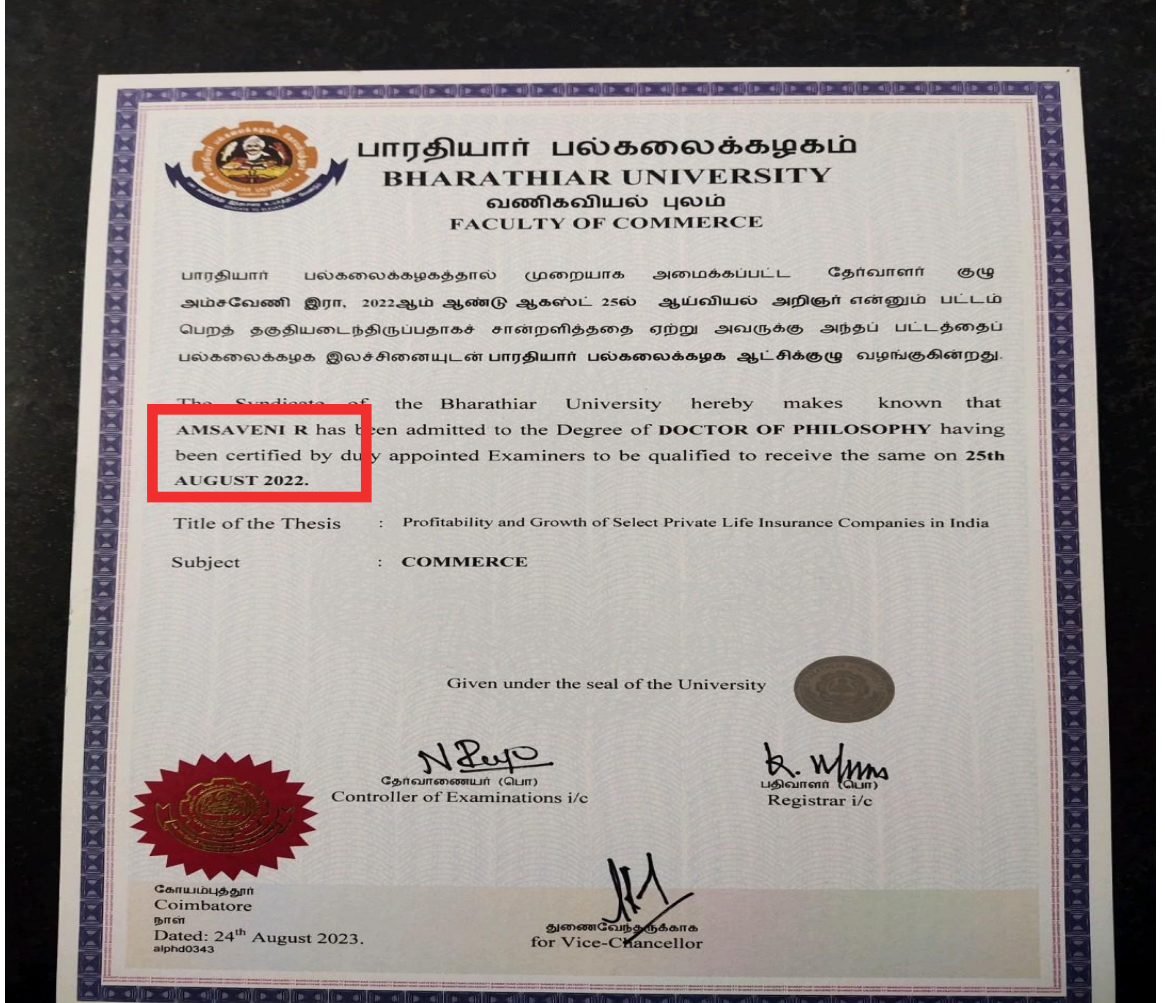 பாரதியார் பல்கலைக்கழகம்
BHARATHIAR UNIVERSITY
வணிகவியல் புலம்
FACULTY OF COMMERCE
பாரதியார் பல்கலைக்கழகத்தால் முறையாக அமைக்கப்பட்ட தேர்வாளர் குழு
அம்சவேணி இரா, 2022ஆம் ஆண்டு ஆகஸ்ட் 25ல் ஆய்வியல் அறிஞர் என்னும் பட்டம்
பெறத் தகுதியடைந்திருப்பதாகச் சான்றளித்ததை ஏற்று அவருக்கு அந்தப் பட்டத்தைப்
பல்கலைக்கழக இலச்சினையுடன் பாரதியார் பல்கலைக்கழக ஆட்சிக்குழு வழங்குகின்றது.
The Syndicate of the Bharathiar University hereby makes known that
AMSAVENI R has been admitted to the Degree of DOCTOR OF PHILOSOPHY having
been certified by duly appointed Examiners to be qualified to receive the same on 25th
AUGUST 2022.
Title of the Thesis : Profitability and Growth of Select Private Life Insurance Companies in India
Subject : COMMERCE
Given under the seal of the University
தேர்வாணையர் (பொ)
Controller of Examinations i/c
பதிவாளர் (பொ)
Registrar i/c
கோயம்புத்தூர்
Coimbatore
நாள்
Dated: 24th August 2023.
alphd0343
துணைவேந்தருக்காக
for Vice-Chancellor